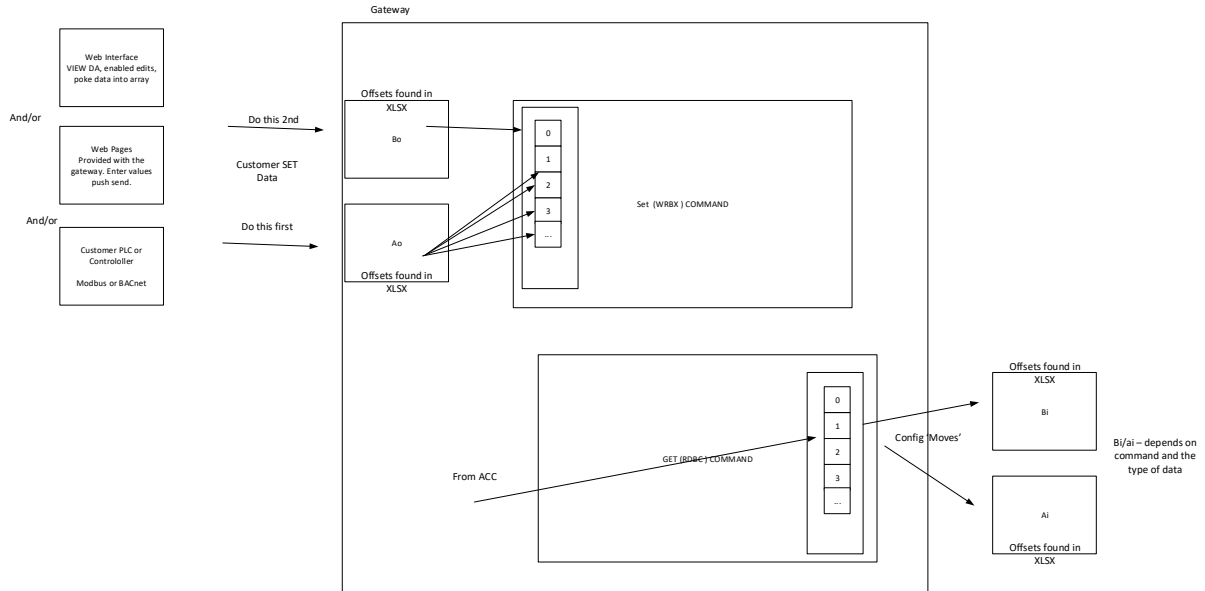 Gateway
Web Interface
VIEW DA, enabled edits,
poke data into array
And/or
Web Pages
Provided with the
gateway. Enter values
push send.
And/or
Customer PLC or
Controloller
Modbus or BACnet
Do this 2nd
Customer SET
Data
Do this first
Offsets found in
XLSX
Bo
Ao
Offsets found in
XLSX
0
1
2
3
...
Set (WRBX ) COMMAND
From ACC
GET (RDBC ) COMMAND
0
1
2
3
...
Config 'Moves'
Offsets found in
XLSX
Bi
Ai
Offsets found in
XLSX
Bi/ai – depends on
command and the
type of data